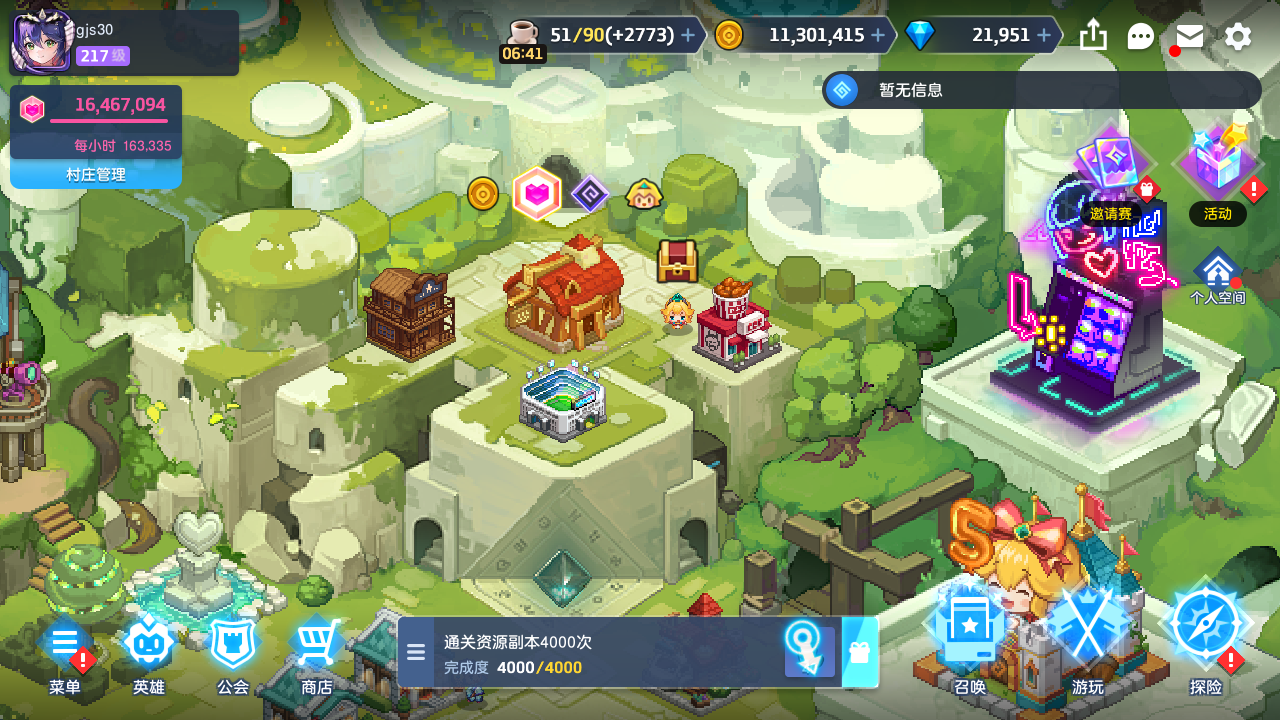 gjs30
217 级
06:41
51/90(+2773)
11,301,415
21,951
16,467,094
每小时 163,335
村庄管理
暂无信息
邀请赛
活动
个人空间
5
通关资源副本4000次
完成度 4000/4000
菜单
英雄
公会
商店
召唤
游玩
探险